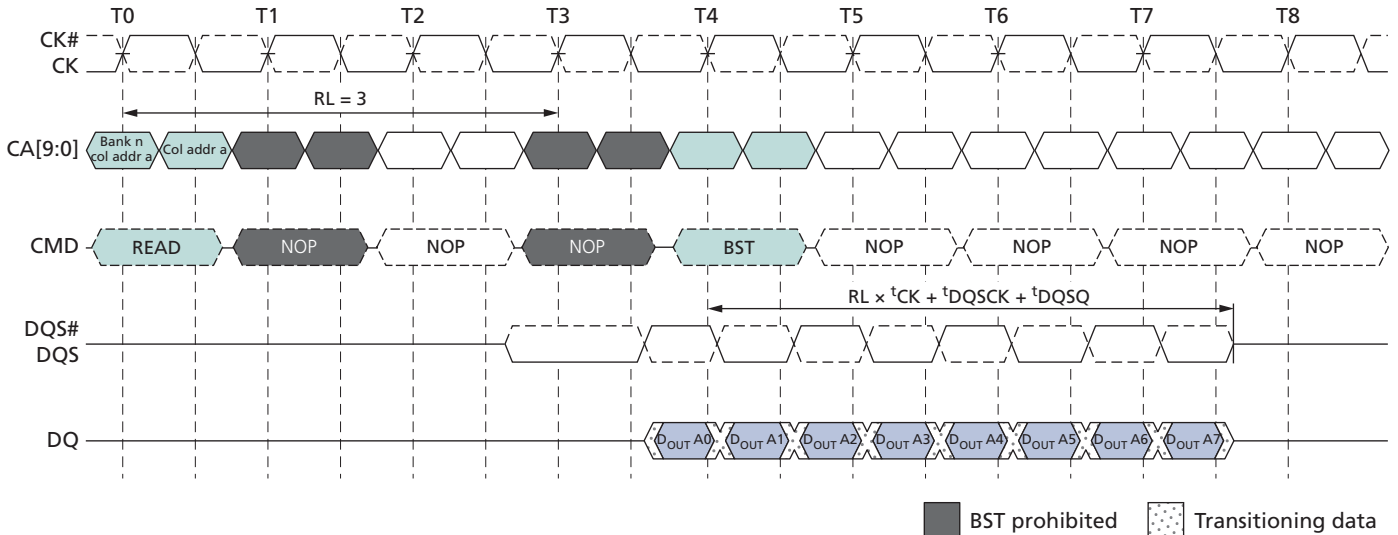 T0 T1 T2 T3 T4 T5 T6 T7 T8
CK#
CK
RL = 3
CA[9:0]
Bank n
col addr a
Col addr a
CMD READ NOP NOP NOP BST NOP NOP NOP NOP
RL × tCK + tDQSCK + tDQSQ
DQS#
DQS
DQ DOUT A0 DOUT A1 DOUT A2 DOUT A3 DOUT A4 DOUT A5 DOUT A6 DOUT A7
BST prohibited Transitioning data